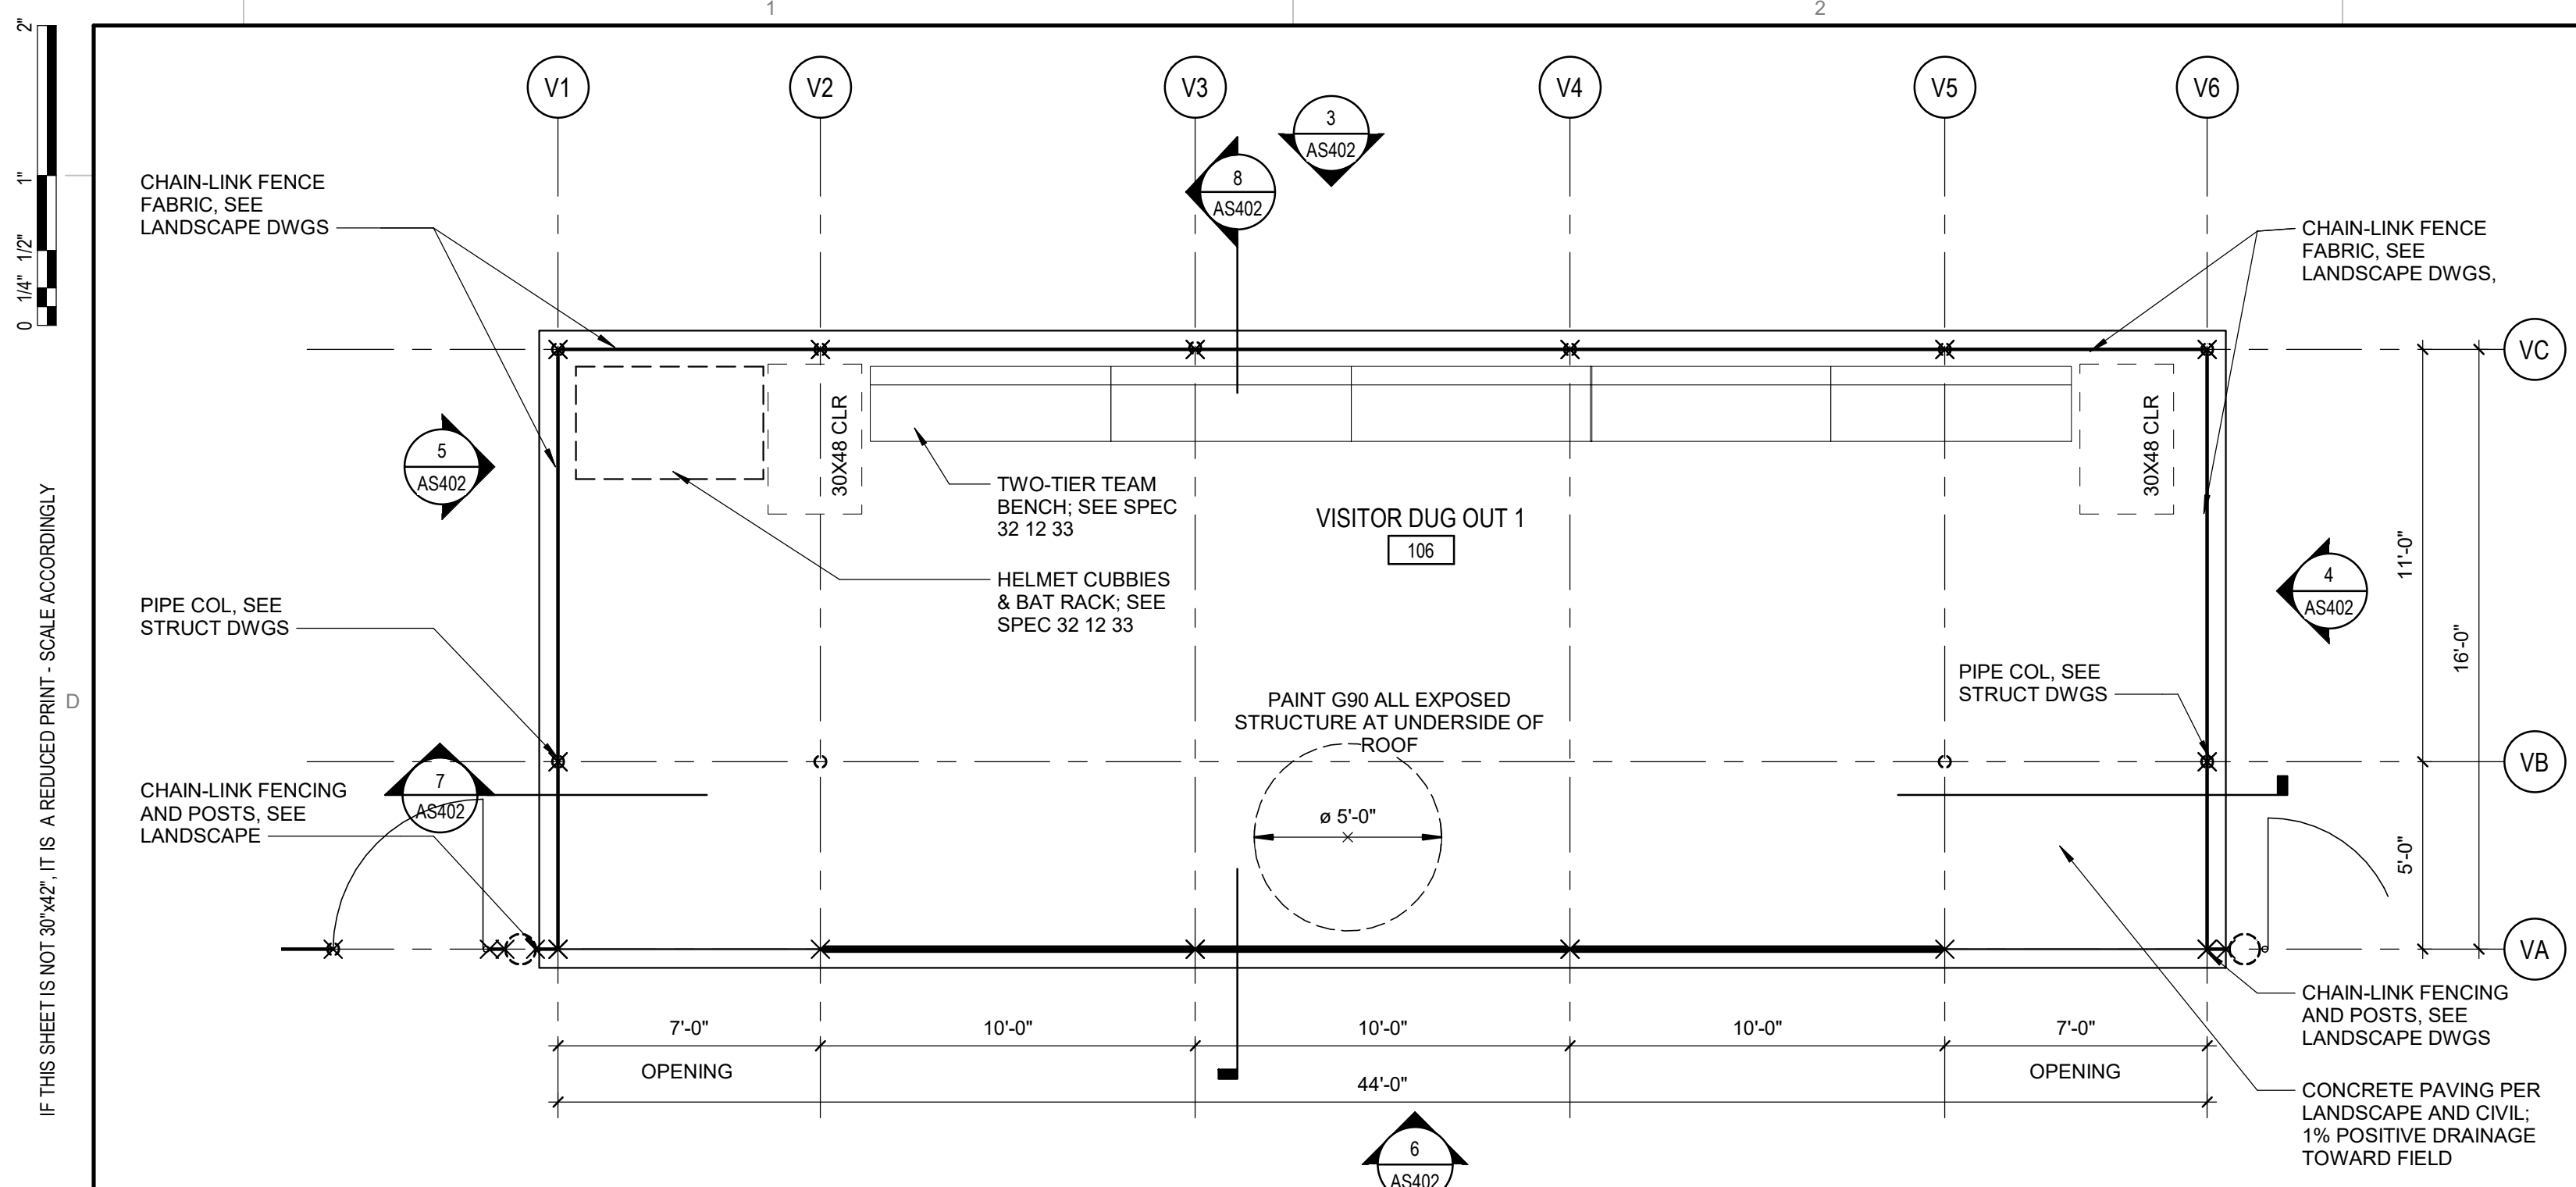 1
2
2"
1"
1/2"
1/4"
0
IF THIS SHEET IS NOT 30"x42", IT IS A REDUCED PRINT - SCALE ACCORDINGLY
D
V1
V2
V3
V4
V5
V6
3
AS402
8
AS402
CHAIN-LINK FENCE
FABRIC, SEE
LANDSCAPE DWGS
CHAIN-LINK FENCE
FABRIC, SEE
LANDSCAPE DWGS,
VC
30X48 CLR
30X48 CLR
5
AS402
TWO-TIER TEAM
BENCH; SEE SPEC
32 12 33
VISITOR DUG OUT 1
106
HELMET CUBBIES
& BAT RACK; SEE
SPEC 32 12 33
4
AS402
11'-0"
16'-0"
PIPE COL, SEE
STRUCT DWGS
PIPE COL, SEE
STRUCT DWGS
PAINT G90 ALL EXPOSED
STRUCTURE AT UNDERSIDE OF
ROOF
VB
7
AS402
CHAIN-LINK FENCING
AND POSTS, SEE
LANDSCAPE
ø 5'-0"
5'-0"
VA
CHAIN-LINK FENCING
AND POSTS, SEE
LANDSCAPE DWGS
7'-0"
10'-0"
10'-0"
10'-0"
7'-0"
OPENING
44'-0"
OPENING
CONCRETE PAVING PER
LANDSCAPE AND CIVIL;
1% POSITIVE DRAINAGE
TOWARD FIELD
6
AS402